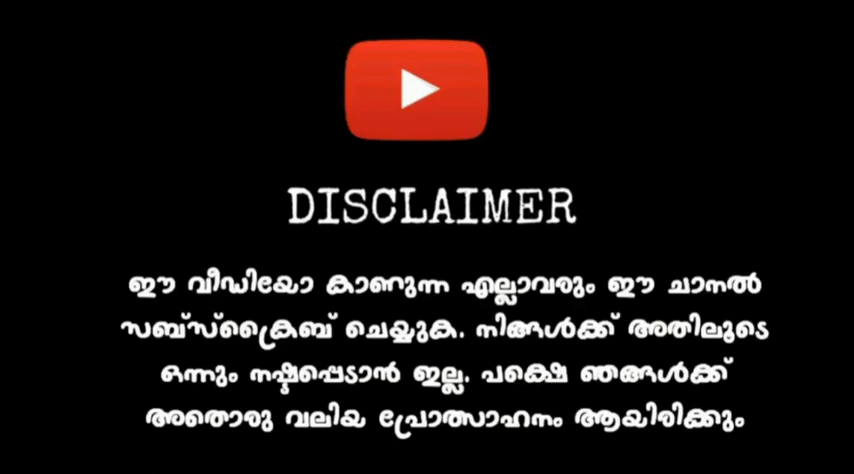 DISCLAIMER
ഈ വീഡിയോ കാണുന്ന എല്ലാവരും ഈ ചാനൽ
സബ്സ്ക്രൈബ് ചെയ്യുക. നിങ്ങൾക്ക് അതിലൂടെ
ഒന്നും നഷ്ടപ്പെടാൻ ഇല്ല. പക്ഷെ ഞങ്ങൾക്ക്
അതൊരു വലിയ പ്രോത്സാഹനം ആയിരിക്കും